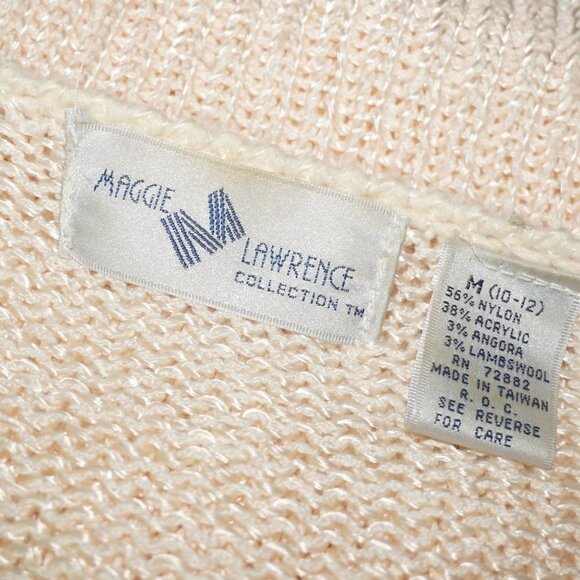 MAGGIE
LAWRENCE
COLLECTION TM
M (10-12)
56% NYLON
38% ACRYLIC
3% ANGORA
3% LAMBSWOOL
RN 72882
MADE IN TAIWAN
R. O. C.
SEE REVERSE
FOR CARE